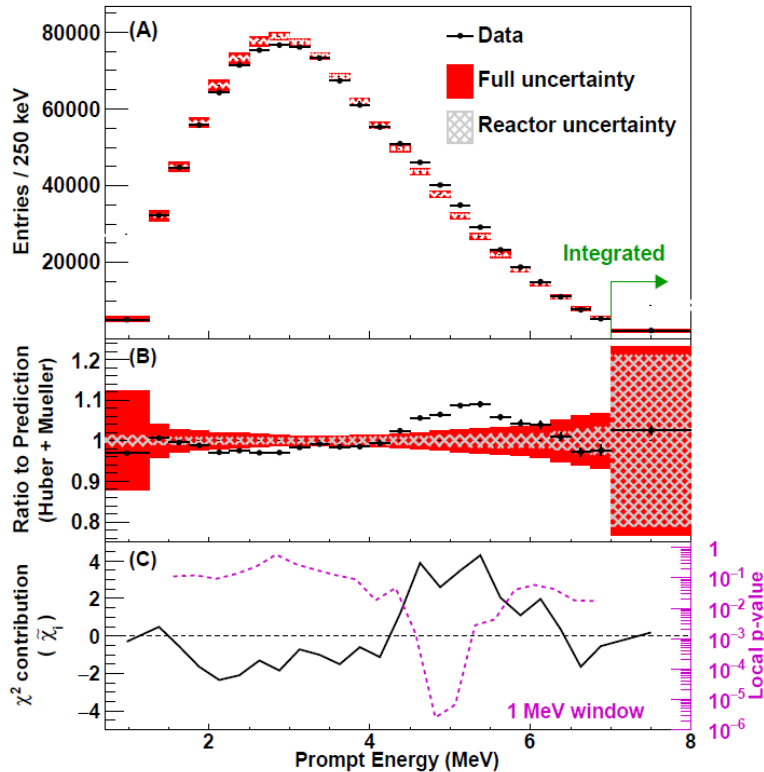 (A)
80000
60000
40000
20000
Entries / 250 keV
Data
Full uncertainty
Reactor uncertainty
Integrated
(B)
1.2
1.1
1
0.9
0.8
Ratio to Prediction
(Huber + Mueller)
(C)
4
2
0
−2
−4
χ² contribution
( χ̃ᵢ )
1
10⁻¹
10⁻²
10⁻³
10⁻⁴
10⁻⁵
10⁻⁶
Local p-value
1 MeV window
2 4 6 8
Prompt Energy (MeV)